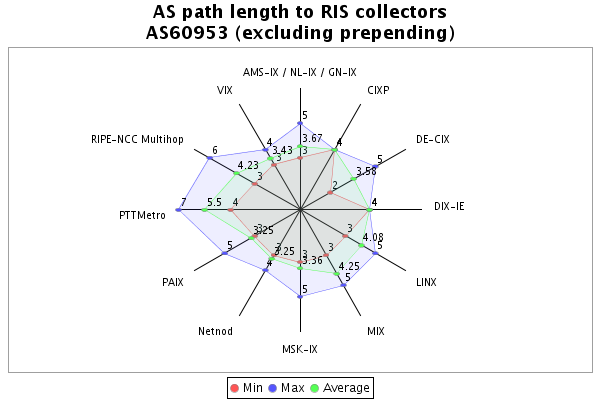 AS path length to RIS collectors
AS60953 (excluding prepending)
AMS-IX / NL-IX / GN-IX
VIX
CIXP
5
RIPE-NCC Multihop
DE-CIX
6
4
3.67
4
5
4.23
3.43
3
3
3.58
3
2
7
5.5
4
4
PTTMetro
DIX-IE
3.25
3
4.08
5
3
3
5
3.25
3
3.36
4
4.25
5
PAIX
LINX
5
Netnod
MIX
MSK-IX
Min
Max
Average